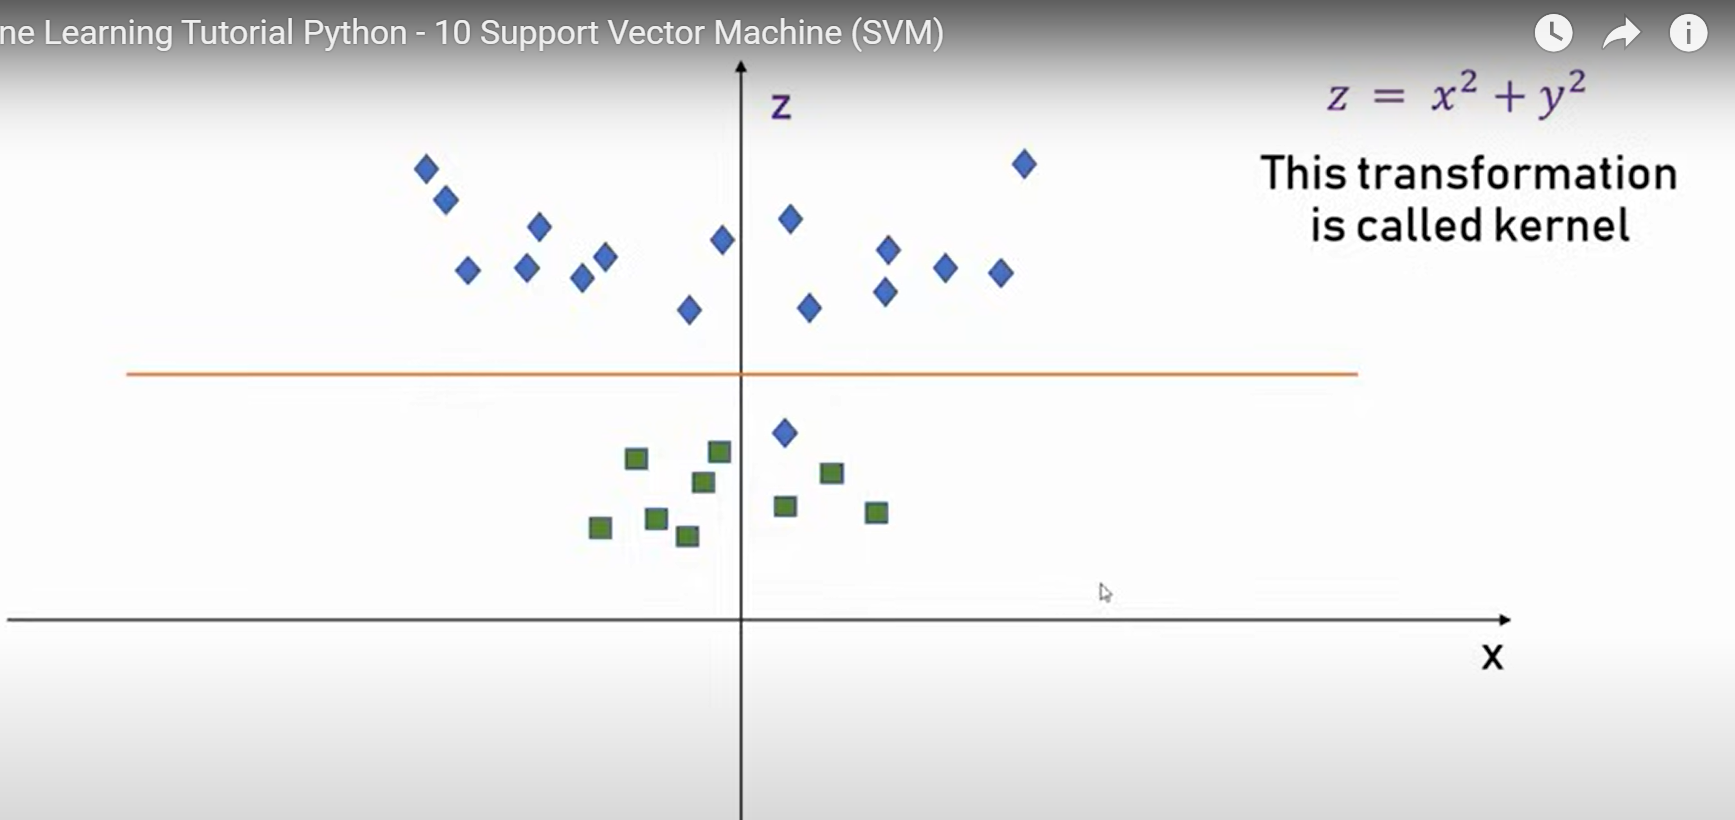 ne Learning Tutorial Python - 10 Support Vector Machine (SVM)
z
z = x² + y²
This transformation
is called kernel
x